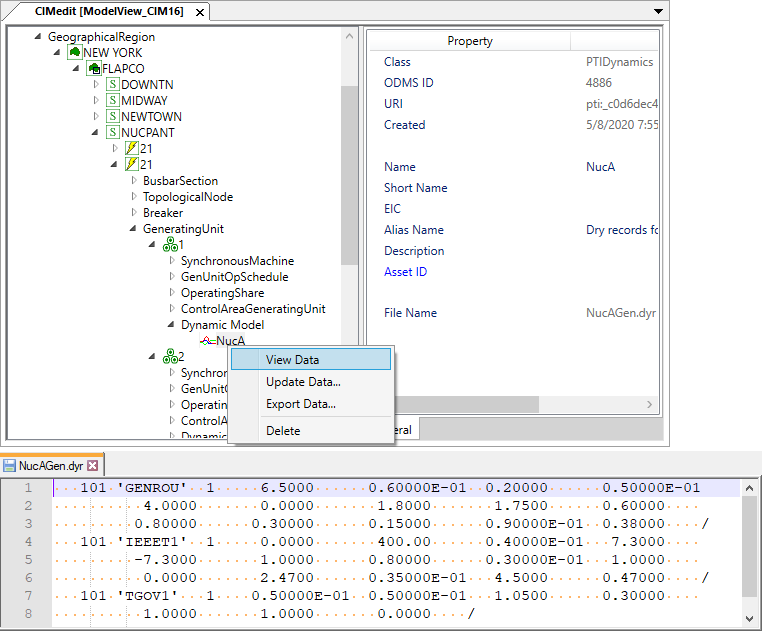 CIMedit [ModelView_CIM16]
GeographicalRegion
NEW YORK
FLAPCO
S DOWNTN
S MIDWAY
S NEWTOWN
S NUCPANT
21
21
BusbarSection
TopologicalNode
Breaker
GeneratingUnit
1
SynchronousMachine
GenUnitOpSchedule
OperatingShare
ControlAreaGeneratingUnit
Dynamic Model
NucA
2
Synchron
GenUnit
Operatin
ControlA
Dynamic
View Data
Update Data...
Export Data...
Delete
Property
Class PTIDynamics
ODMS ID 4886
URI pti:_c0d6dec4
Created 5/8/2020 7:55
Name NucA
Short Name
EIC
Alias Name Dry records fo
Description
Asset ID
File Name NucAGen.dyr
eral
NucAGen.dyr
1 101 'GENROU' 1 6.5000 0.60000E-01 0.20000 0.50000E-01
2 4.0000 0.0000 1.8000 1.7500 0.60000
3 0.80000 0.30000 0.15000 0.90000E-01 0.38000 /
4 101 'IEEET1' 1 0.0000 400.00 0.40000E-01 7.3000
5 -7.3000 1.0000 0.80000 0.30000E-01 1.0000
6 0.0000 2.4700 0.35000E-01 4.5000 0.47000 /
7 101 'TGOV1' 1 0.50000E-01 0.50000E-01 1.0500 0.30000
8 1.0000 1.0000 0.0000 /